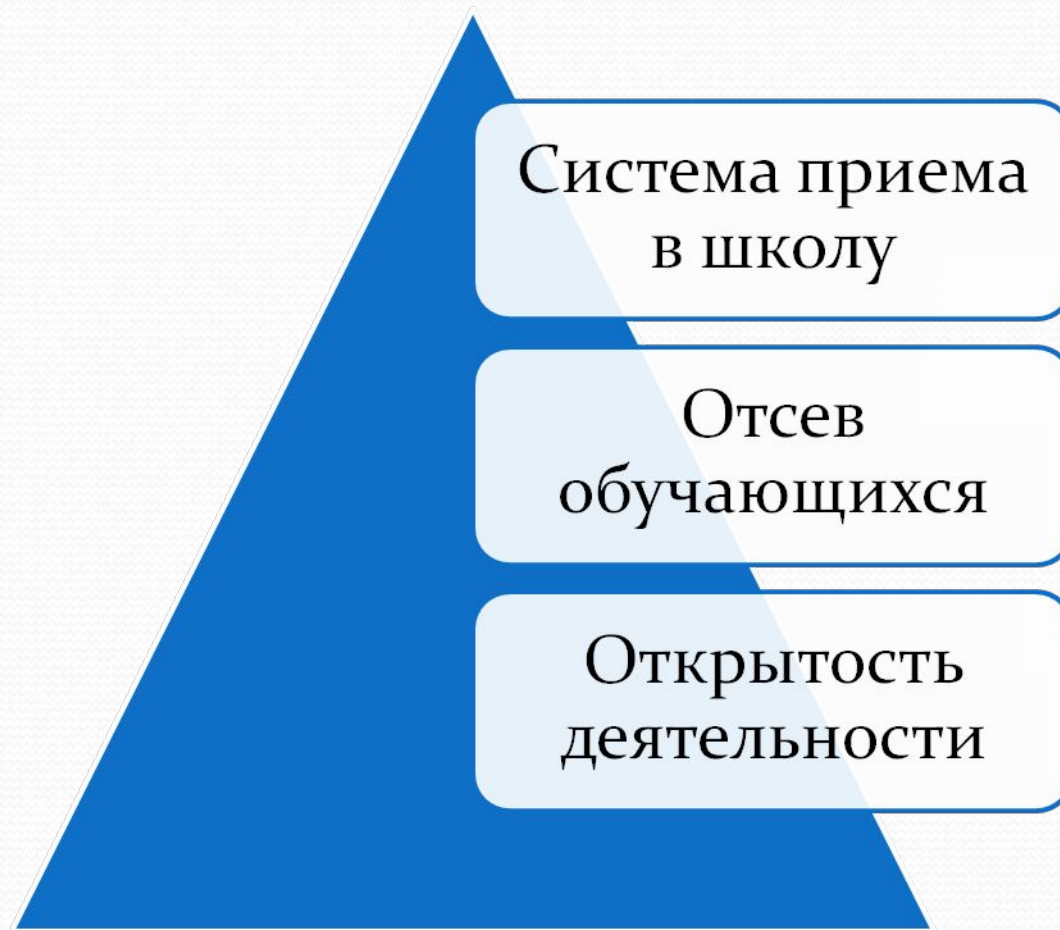 Система приема
в школу
Отсев
обучающихся
Открытость
деятельности